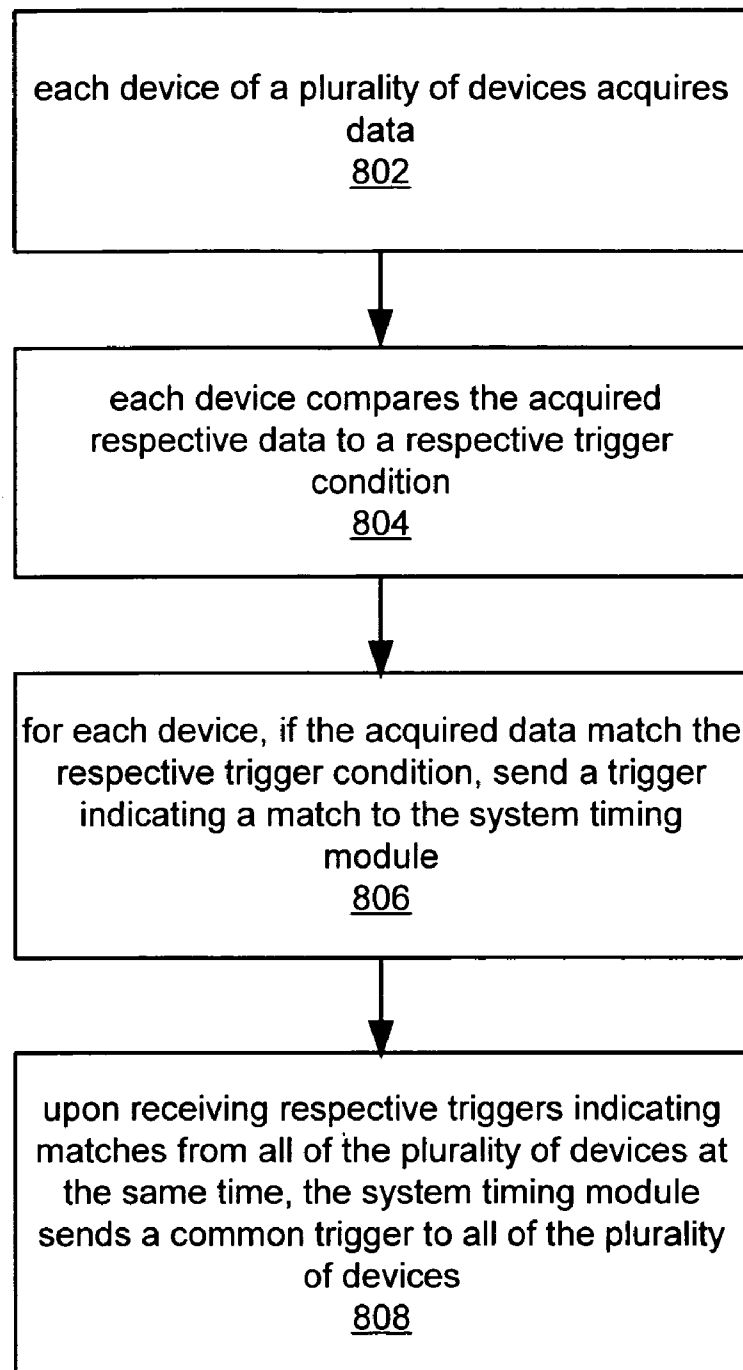 each device of a plurality of devices acquires
data
802
each device compares the acquired
respective data to a respective trigger
condition
804
for each device, if the acquired data match the
respective trigger condition, send a trigger
indicating a match to the system timing
module
806
upon receiving respective triggers indicating
matches from all of the plurality of devices at
the same time, the system timing module
sends a common trigger to all of the plurality
of devices
808